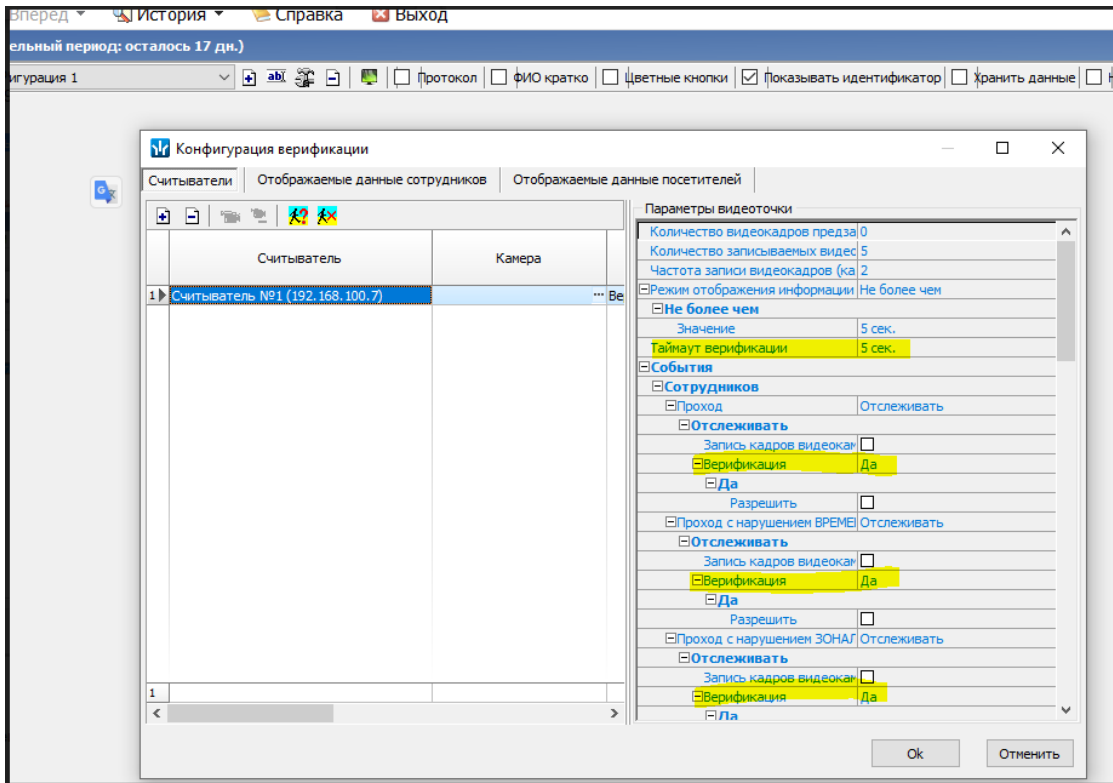 Вперед История Справка Выход
ельный период: осталось 17 дн.)
игурация 1 abl Протокол ФИО кратко Цветные кнопки Показывать идентификатор Хранить данные
Конфигурация верификации
Считыватели Отображаемые данные сотрудников Отображаемые данные посетителей
Параметры видеоточки
Считыватель Камера
1 Считыватель №1 (192.168.100.7) ... Ве
1
Количество видеокадров предза 0
Количество записываемых видес 5
Частота записи видеокадров (ка 2
Режим отображения информации Не более чем
Не более чем
Значение 5 сек.
Таймаут верификации 5 сек.
События
Сотрудников
Проход Отслеживать
Отслеживать
Запись кадров видеокам
Верификация Да
Да
Разрешить
Проход с нарушением ВРЕМЕ Отслеживать
Отслеживать
Запись кадров видеокам
Верификация Да
Да
Разрешить
Проход с нарушением ЗОНАЛ Отслеживать
Отслеживать
Запись кадров видеокам
Верификация Да
Да
Ok Отменить